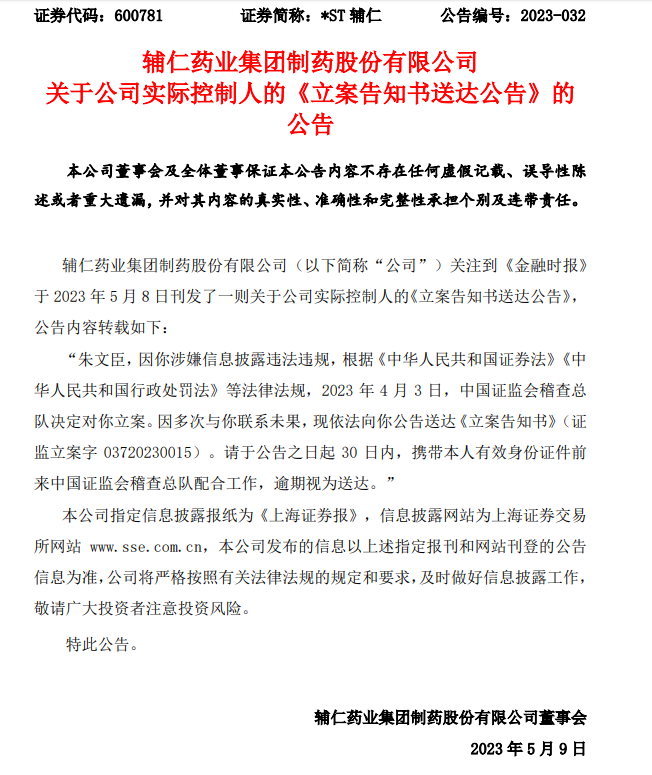 证券代码：600781 证券简称：*ST 辅仁 公告编号：2023-032
辅仁药业集团制药股份有限公司
关于公司实际控制人的《立案告知书送达公告》的
公告
本公司董事会及全体董事保证本公告内容不存在任何虚假记载、误导性陈
述或者重大遗漏，并对其内容的真实性、准确性和完整性承担个别及连带责任。
辅仁药业集团制药股份有限公司（以下简称“公司”）关注到《金融时报》
于 2023 年 5 月 8 日刊发了一则关于公司实际控制人的《立案告知书送达公告》，
公告内容转载如下：
“朱文臣，因你涉嫌信息披露违法违规，根据《中华人民共和国证券法》《中
华人民共和国行政处罚法》等法律法规，2023 年 4 月 3 日，中国证监会稽查总
队决定对你立案。因多次与你联系未果，现依法向你公告送达《立案告知书》（证
监立案字 03720230015）。请于公告之日起 30 日内，携带本人有效身份证件前
来中国证监会稽查总队配合工作，逾期视为送达。”
本公司指定信息披露报纸为《上海证券报》，信息披露网站为上海证券交易
所网站 www.sse.com.cn，本公司发布的信息以上述指定报刊和网站刊登的公告
信息为准，公司将严格按照有关法律法规的规定和要求，及时做好信息披露工作，
敬请广大投资者注意投资风险。
特此公告。
辅仁药业集团制药股份有限公司董事会
2023 年 5 月 9 日